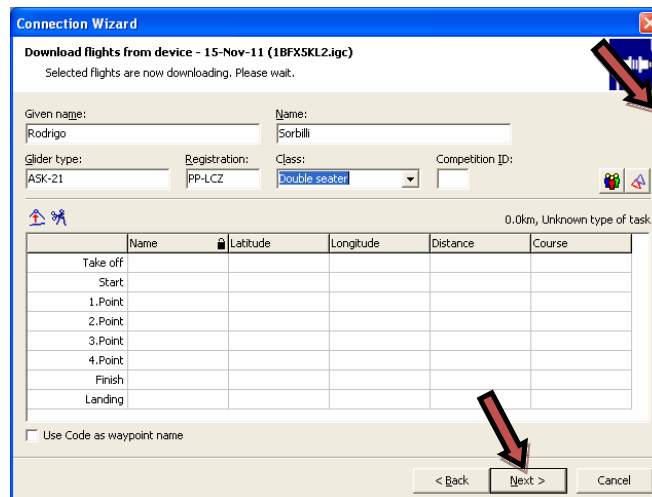 Connection Wizard
Download flights from device - 15-Nov-11 (1BFX5KL2.igc)
Selected flights are now downloading. Please wait.
Given name: Name:
Rodrigo Sorbilli
Glider type: Registration: Class: Competition ID:
ASK-21 PP-LCZ Double seater
0.0km, Unknown type of task
Name Latitude Longitude Distance Course
Take off
Start
1.Point
2.Point
3.Point
4.Point
Finish
Landing
Use Code as waypoint name
< Back Next > Cancel